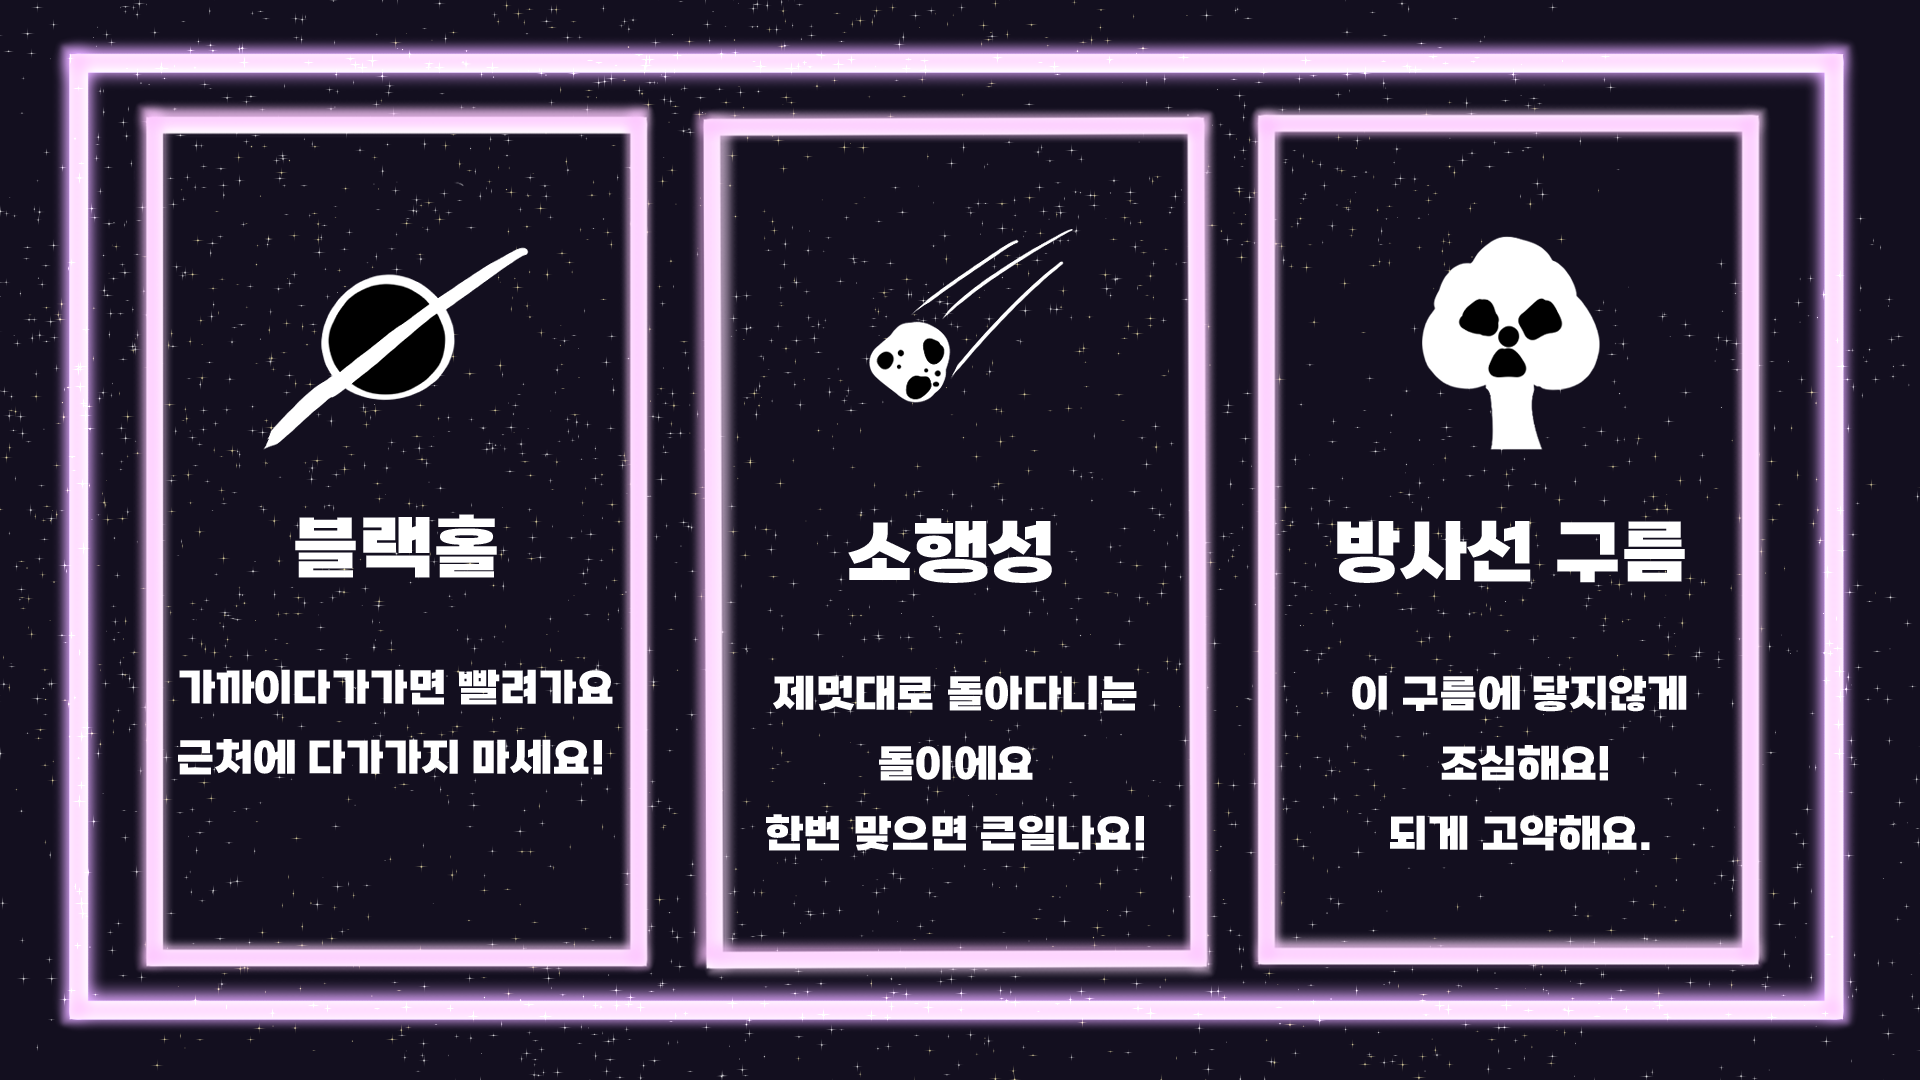 블랙홀
가까이다가가면 빨려가요
근처에 다가가지 마세요!
소행성
제멋대로 돌아다니는
돌이에요
한번 맞으면 큰일나요!
방사선 구름
이 구름에 닿지않게
조심해요!
되게 고약해요.